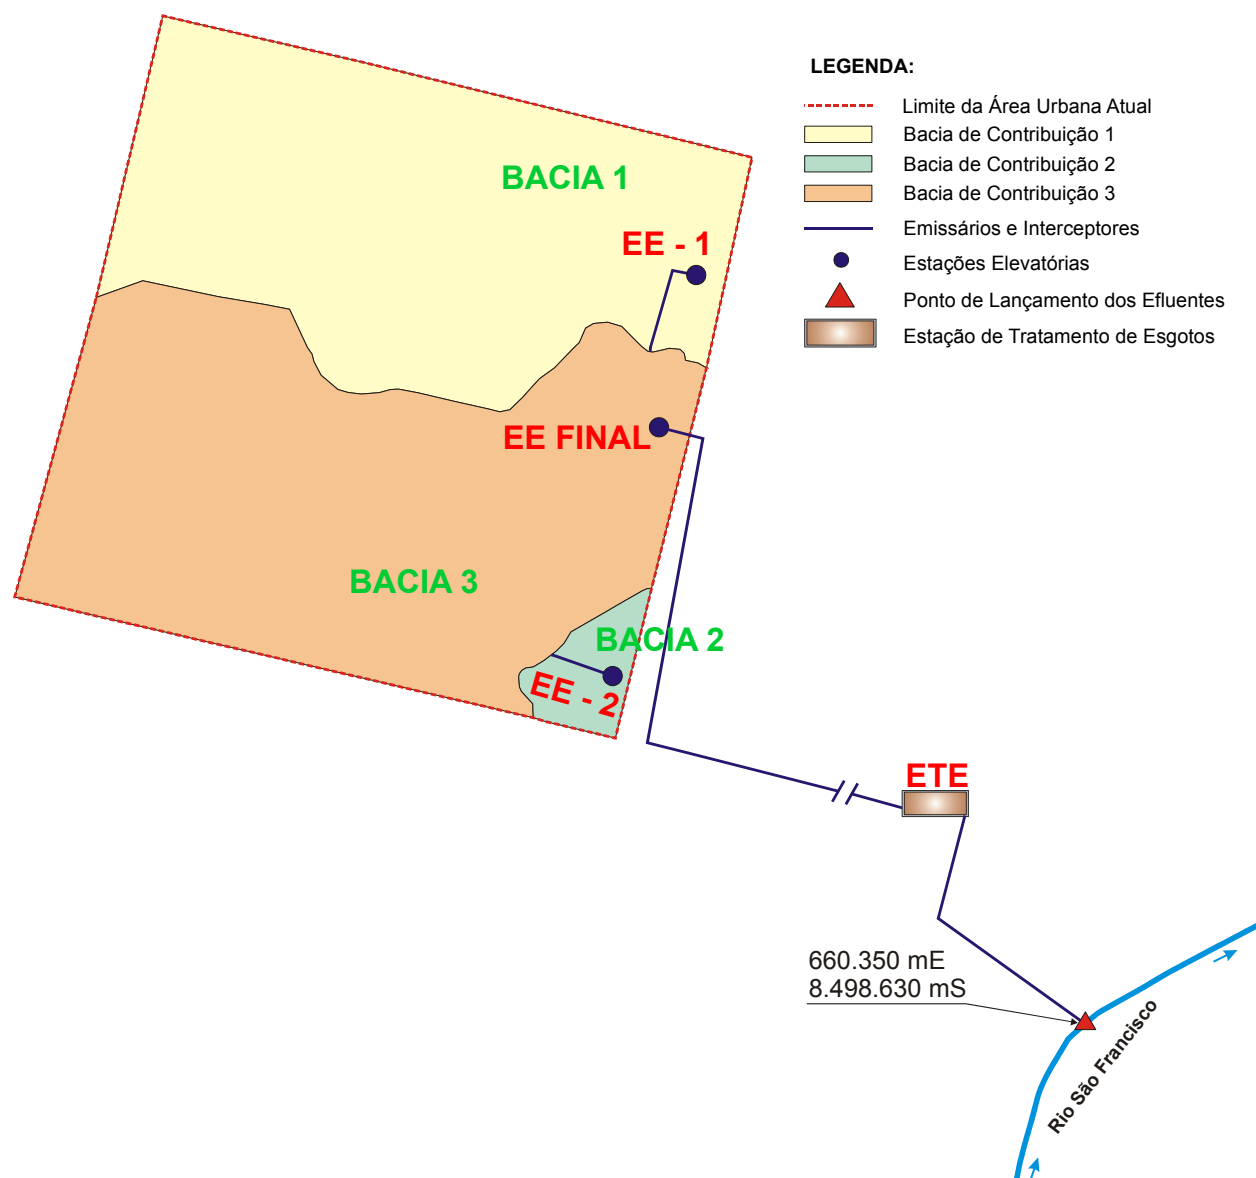 LEGENDA:
Limite da Área Urbana Atual
Bacia de Contribuição 1
Bacia de Contribuição 2
Bacia de Contribuição 3
Emissários e Interceptores
Estações Elevatórias
Ponto de Lançamento dos Efluentes
Estação de Tratamento de Esgotos
BACIA 1
EE - 1
EE FINAL
BACIA 3
BACIA 2
EE - 2
ETE
660.350 mE
8.498.630 mS
Rio São Francisco